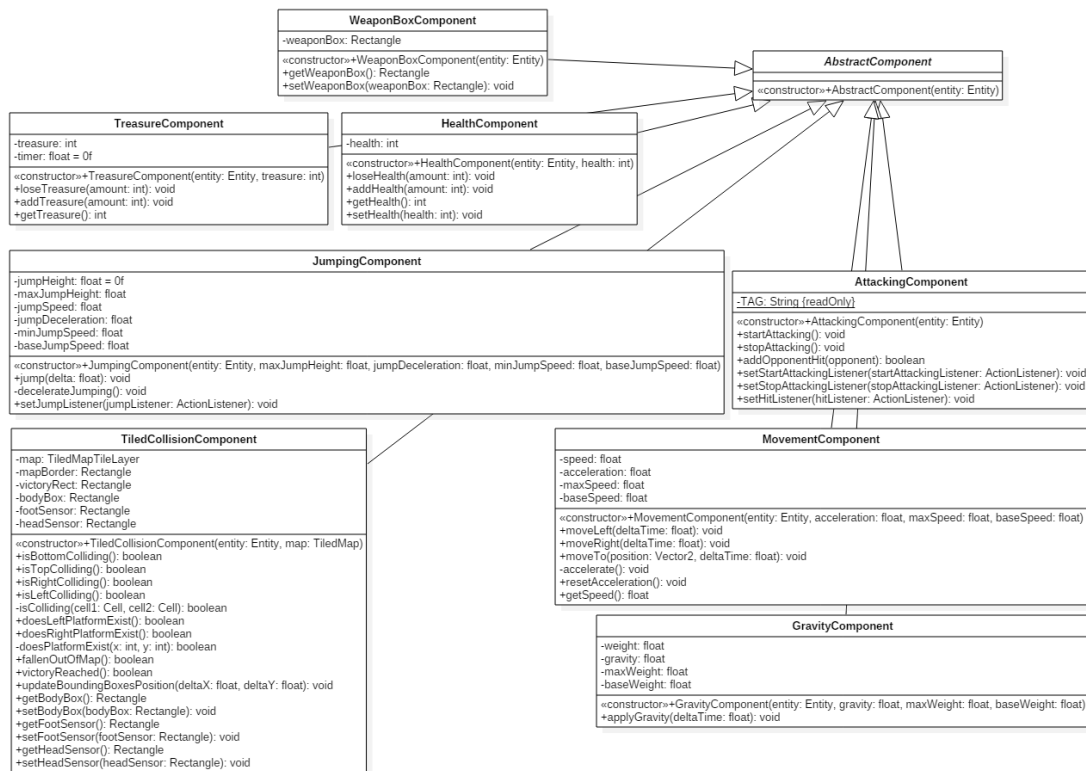 WeaponBoxComponent
-weaponBox: Rectangle
«constructor»+WeaponBoxComponent(entity: Entity)
+getWeaponBox(): Rectangle
+setWeaponBox(weaponBox: Rectangle): void
AbstractComponent
«constructor»+AbstractComponent(entity: Entity)
TreasureComponent
-treasure: int
-timer: float = 0f
«constructor»+TreasureComponent(entity: Entity, treasure: int)
+loseTreasure(amount: int): void
+addTreasure(amount: int): void
+getTreasure(): int
HealthComponent
-health: int
«constructor»+HealthComponent(entity: Entity, health: int)
+loseHealth(amount: int): void
+addHealth(amount: int): void
+getHealth(): int
+setHealth(health: int): void
JumpingComponent
-jumpHeight: float = 0f
-maxJumpHeight: float
-jumpSpeed: float
-jumpDeceleration: float
-minJumpSpeed: float
-baseJumpSpeed: float
«constructor»+JumpingComponent(entity: Entity, maxJumpHeight: float, jumpDeceleration: float, minJumpSpeed: float, baseJumpSpeed: float)
+jump(delta: float): void
-decelerateJumping(): void
+setJumpListener(jumpListener: ActionListener): void
AttackingComponent
-TAG: String {readOnly}
«constructor»+AttackingComponent(entity: Entity)
+startAttacking(): void
+stopAttacking(): void
+addOpponentHit(opponent): boolean
+setStartAttackingListener(startAttackingListener: ActionListener): void
+setStopAttackingListener(stopAttackingListener: ActionListener): void
+setHitListener(hitListener: ActionListener): void
TiledCollisionComponent
-map: TiledMapTileLayer
-mapBorder: Rectangle
-victoryRect: Rectangle
-bodyBox: Rectangle
-footSensor: Rectangle
-headSensor: Rectangle
«constructor»+TiledCollisionComponent(entity: Entity, map: TiledMap)
+isBottomColliding(): boolean
+isTopColliding(): boolean
+isRightColliding(): boolean
+isLeftColliding(): boolean
-isColliding(cell1: Cell, cell2: Cell): boolean
+doesLeftPlatformExist(): boolean
+doesRightPlatformExist(): boolean
-doesPlatformExist(x: int, y: int): boolean
+fallenOutOfMap(): boolean
+victoryReached(): boolean
+updateBoundingBoxesPosition(deltaX: float, deltaY: float): void
+getBodyBox(): Rectangle
+setBodyBox(bodyBox: Rectangle): void
+getFootSensor(): Rectangle
+setFootSensor(footSensor: Rectangle): void
+getHeadSensor(): Rectangle
+setHeadSensor(headSensor: Rectangle): void
MovementComponent
-speed: float
-acceleration: float
-maxSpeed: float
-baseSpeed: float
«constructor»+MovementComponent(entity: Entity, acceleration: float, maxSpeed: float, baseSpeed: float)
+moveLeft(deltaTime: float): void
+moveRight(deltaTime: float): void
+moveTo(position: Vector2, deltaTime: float): void
-accelerate(): void
+resetAcceleration(): void
+getSpeed(): float
GravityComponent
-weight: float
-gravity: float
-maxWeight: float
-baseWeight: float
«constructor»+GravityComponent(entity: Entity, gravity: float, maxWeight: float, baseWeight: float)
+applyGravity(deltaTime: float): void